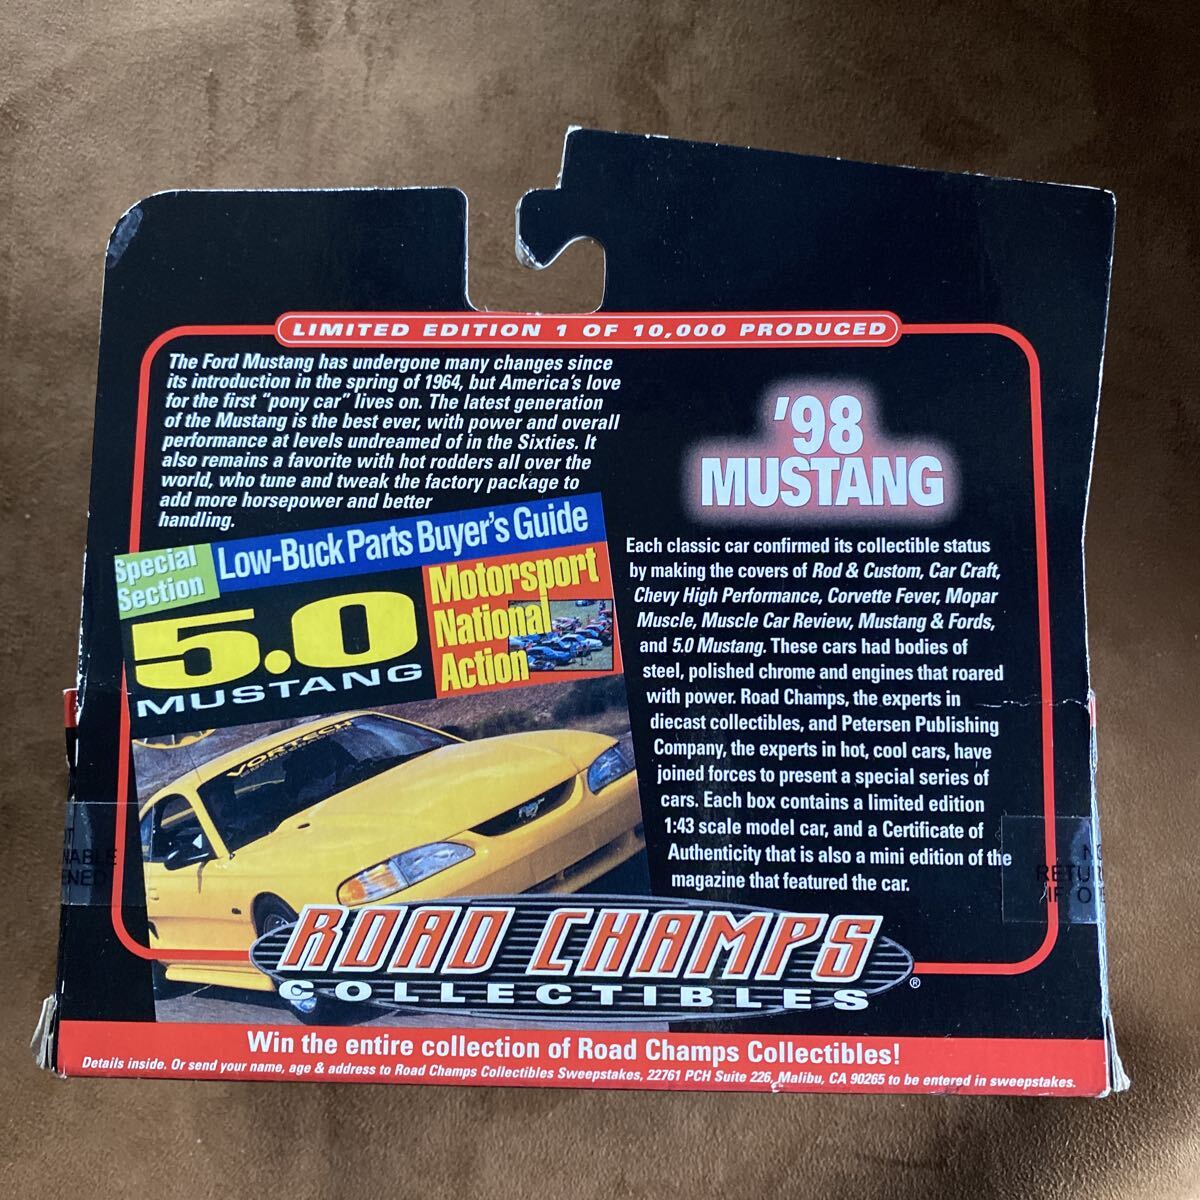 LIMITED EDITION 1 OF 10,000 PRODUCED
The Ford Mustang has undergone many changes since
its introduction in the spring of 1964, but America's love
for the first "pony car" lives on. The latest generation
of the Mustang is the best ever, with power and overall
performance at levels undreamed of in the Sixties. It
also remains a favorite with hot rodders all over the
world, who tune and tweak the factory package to
add more horsepower and better
handling.
'98
MUSTANG
Special
Section
Low-Buck Parts Buyer's Guide
5.0
MUSTANG
Motorsport
National
Action
VORTECH
Each classic car confirmed its collectible status
by making the covers of Rod & Custom, Car Craft,
Chevy High Performance, Corvette Fever, Mopar
Muscle, Muscle Car Review, Mustang & Fords,
and 5.0 Mustang. These cars had bodies of
steel, polished chrome and engines that roared
with power. Road Champs, the experts in
diecast collectibles, and Petersen Publishing
Company, the experts in hot, cool cars, have
joined forces to present a special series of
cars. Each box contains a limited edition
1:43 scale model car, and a Certificate of
Authenticity that is also a mini edition of the
magazine that featured the car.
ROAD CHAMPS
COLLECTIBLES ®
Win the entire collection of Road Champs Collectibles!
Details inside. Or send your name, age & address to Road Champs Collectibles Sweepstakes, 22761 PCH Suite 226, Malibu, CA 90265 to be entered in sweepstakes.